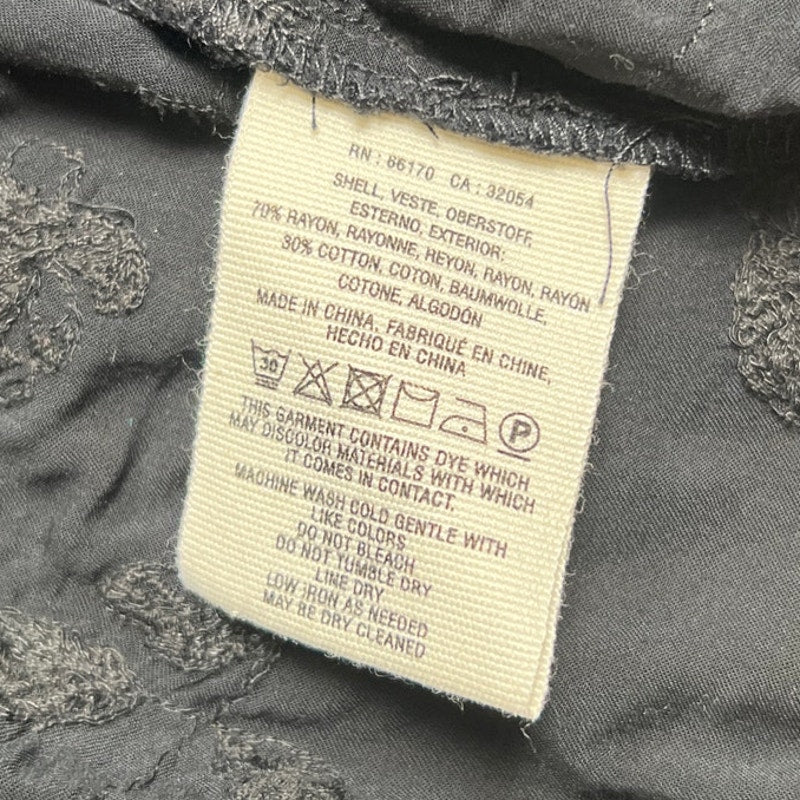 RN : 66170 CA : 32054
SHELL, VESTE, OBERSTOFF,
ESTERNO, EXTERIOR:
70% RAYON, RAYONNE, REYON, RAYON, RAYÓN
30% COTTON, COTON, BAUMWOLLE,
COTONE, ALGODÓN
MADE IN CHINA, FABRIQUÉ EN CHINE,
HECHO EN CHINA
30 P
THIS GARMENT CONTAINS DYE WHICH
MAY DISCOLOR MATERIALS WITH WHICH
IT COMES IN CONTACT.
MACHINE WASH COLD GENTLE WITH
LIKE COLORS
DO NOT BLEACH
DO NOT TUMBLE DRY
LINE DRY
LOW IRON AS NEEDED
MAY BE DRY CLEANED